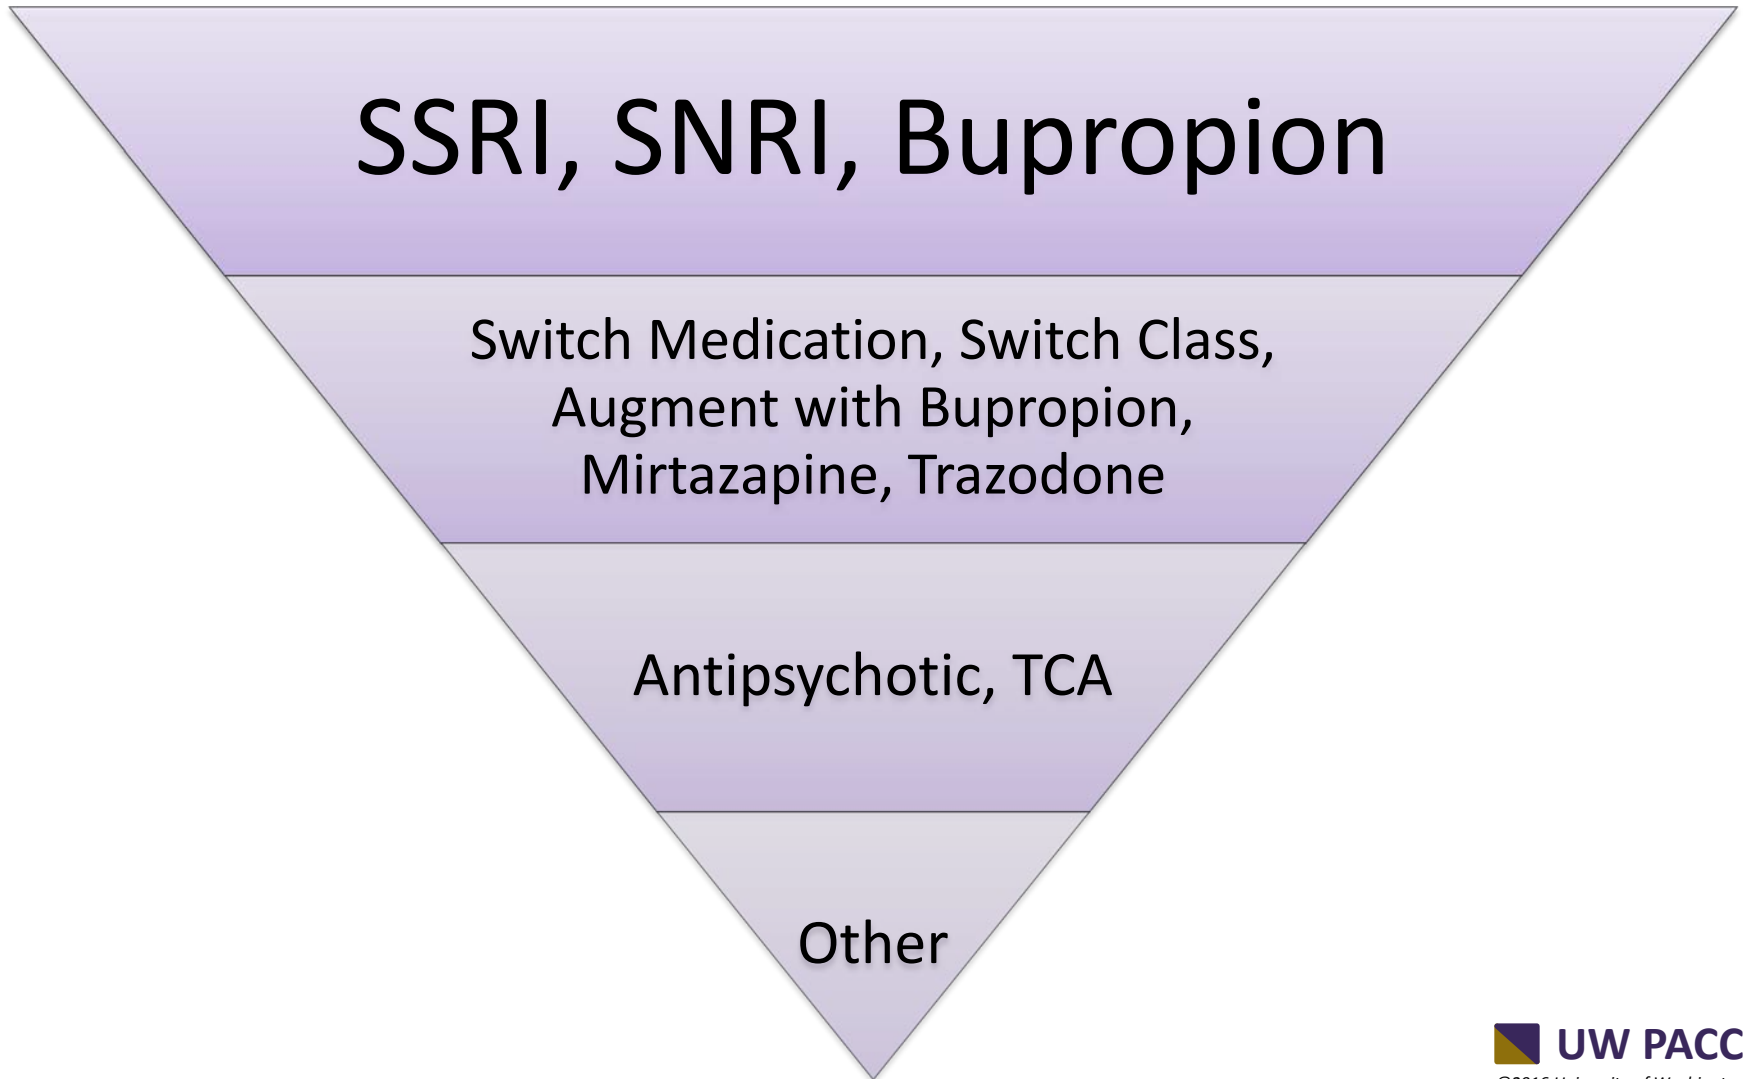 SSRI, SNRI, Bupropion
Switch Medication, Switch Class,
Augment with Bupropion,
Mirtazapine, Trazodone
Antipsychotic, TCA
Other
UW PACC